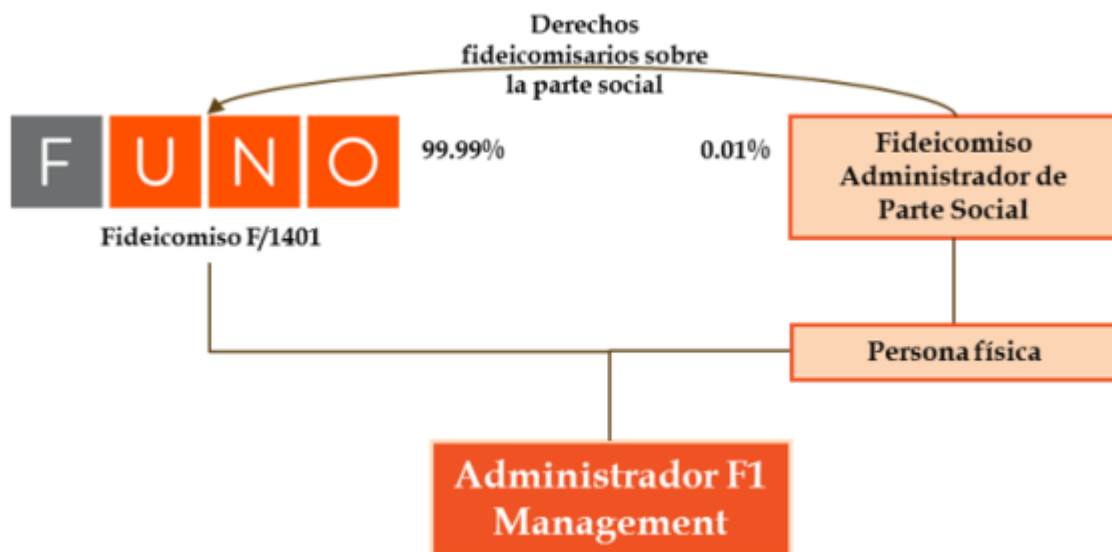 Derechos
fideicomisarios sobre
la parte social
FUNO
99.99%
0.01%
Fideicomiso
Administrador de
Parte Social
Fideicomiso F/1401
Persona física
Administrador F1
Management